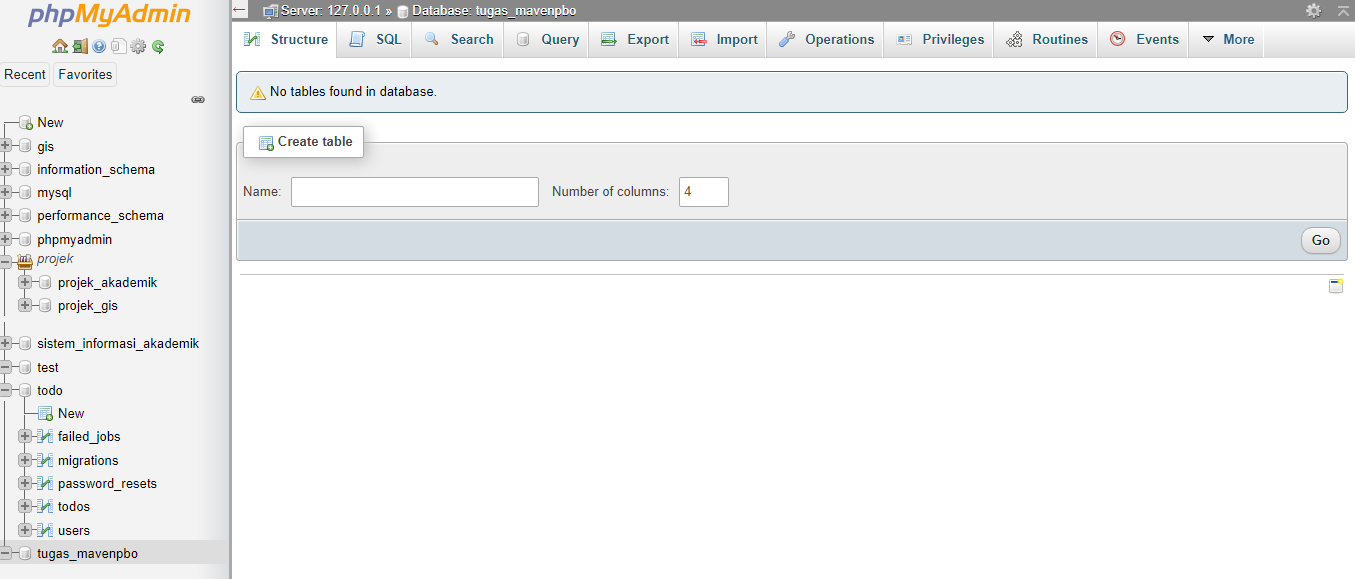 phpMyAdmin
Recent Favorites
New
gis
information_schema
mysql
performance_schema
phpmyadmin
projek
projek_akademik
projek_gis
sistem_informasi_akademik
test
todo
New
failed_jobs
migrations
password_resets
todos
users
tugas_mavenpbo
Server: 127.0.0.1 » Database: tugas_mavenpbo
Structure SQL Search Query Export Import Operations Privileges Routines Events More
No tables found in database.
Create table
Name: Number of columns: 4
Go